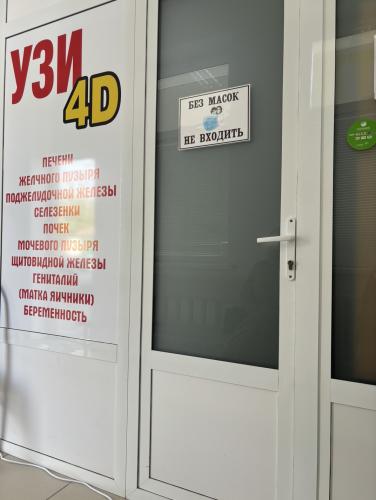 УЗИ
4D
ПЕЧЕНИ
ЖЕЛЧНОГО ПУЗЫРЯ
ПОДЖЕЛУДОЧНОЙ ЖЕЛЕЗЫ
СЕЛЕЗЕНКИ
ПОЧЕК
МОЧЕВОГО ПУЗЫРЯ
ЩИТОВИДНОЙ ЖЕЛЕЗЫ
ГЕНИТАЛИЙ
(МАТКА ЯИЧНИКИ)
БЕРЕМЕННОСТЬ
БЕЗ МАСОК
НЕ ВХОДИТЬ